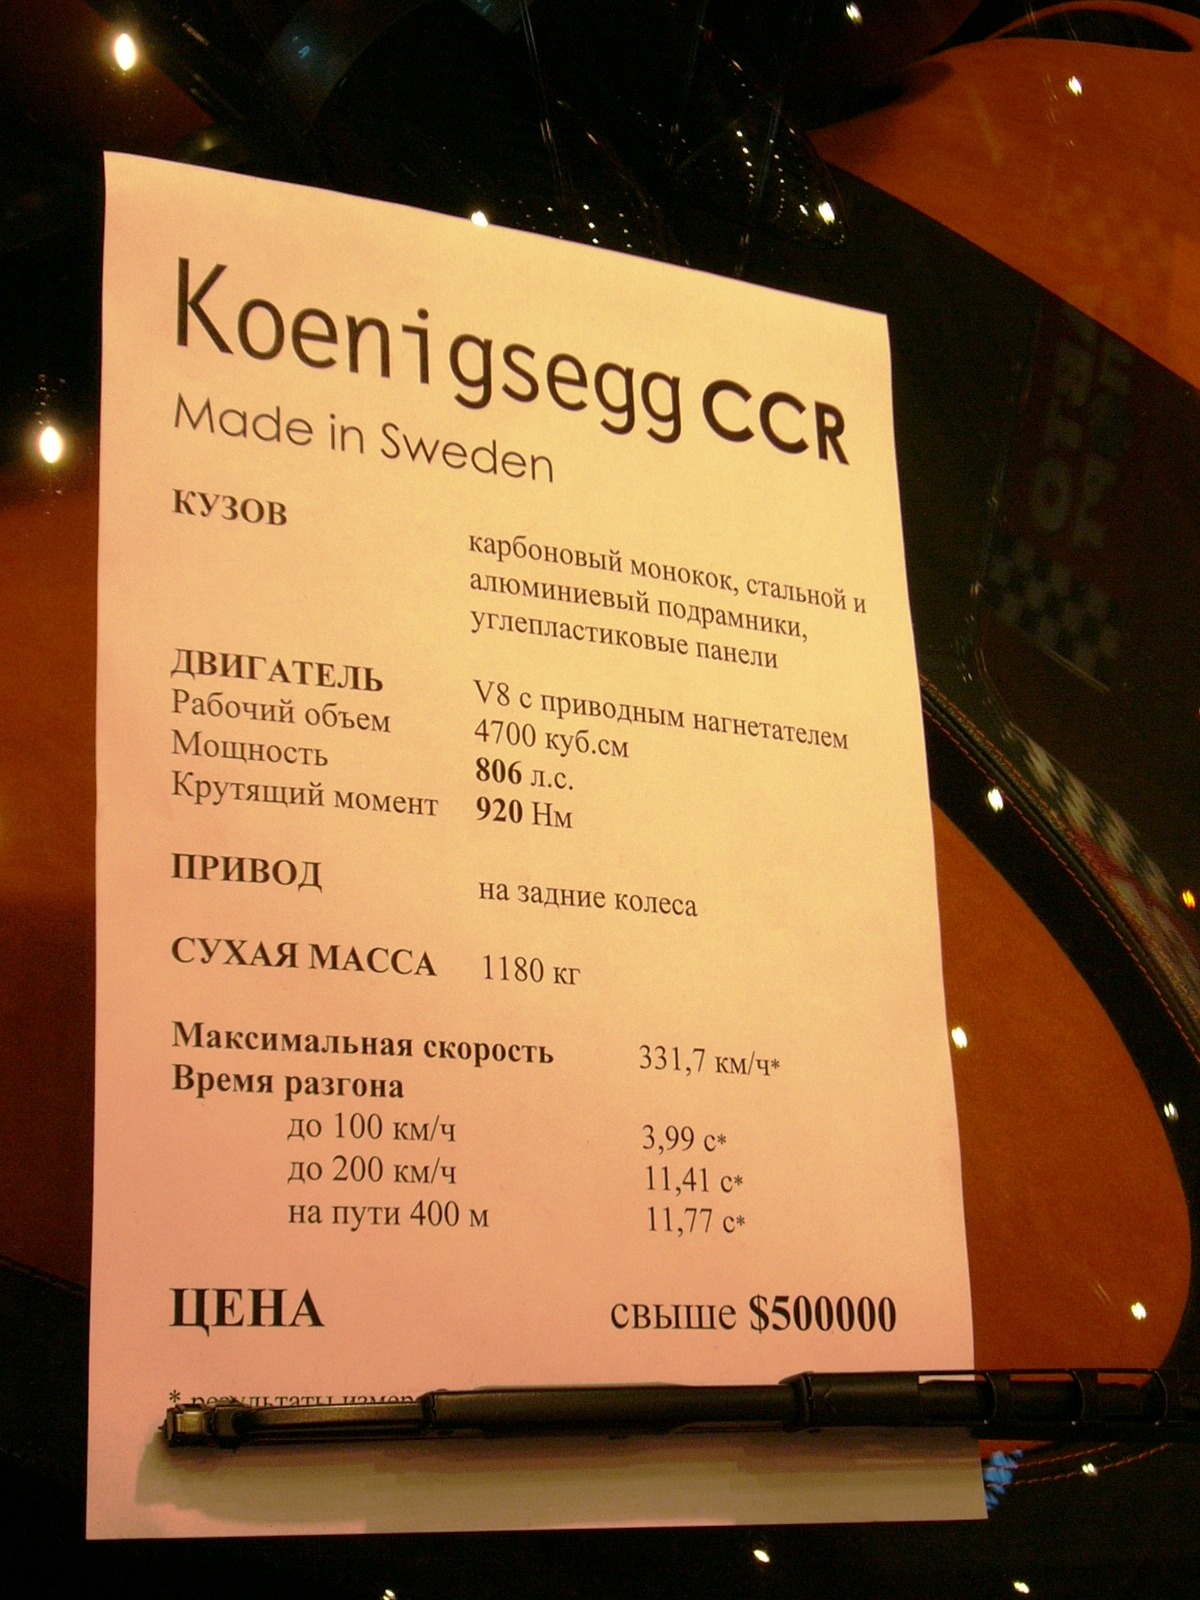 Koenigsegg CCR
Made in Sweden
КУЗОВ
карбоновый монокок, стальной и
алюминиевый подрамники,
углепластиковые панели
ДВИГАТЕЛЬ V8 с приводным нагнетателем
Рабочий объем 4700 куб.см
Мощность 806 л.с.
Крутящий момент 920 Нм
ПРИВОД на задние колеса
СУХАЯ МАССА 1180 кг
Максимальная скорость 331,7 км/ч*
Время разгона
до 100 км/ч 3,99 с*
до 200 км/ч 11,41 с*
на пути 400 м 11,77 с*
ЦЕНА свыше $500000
* результаты